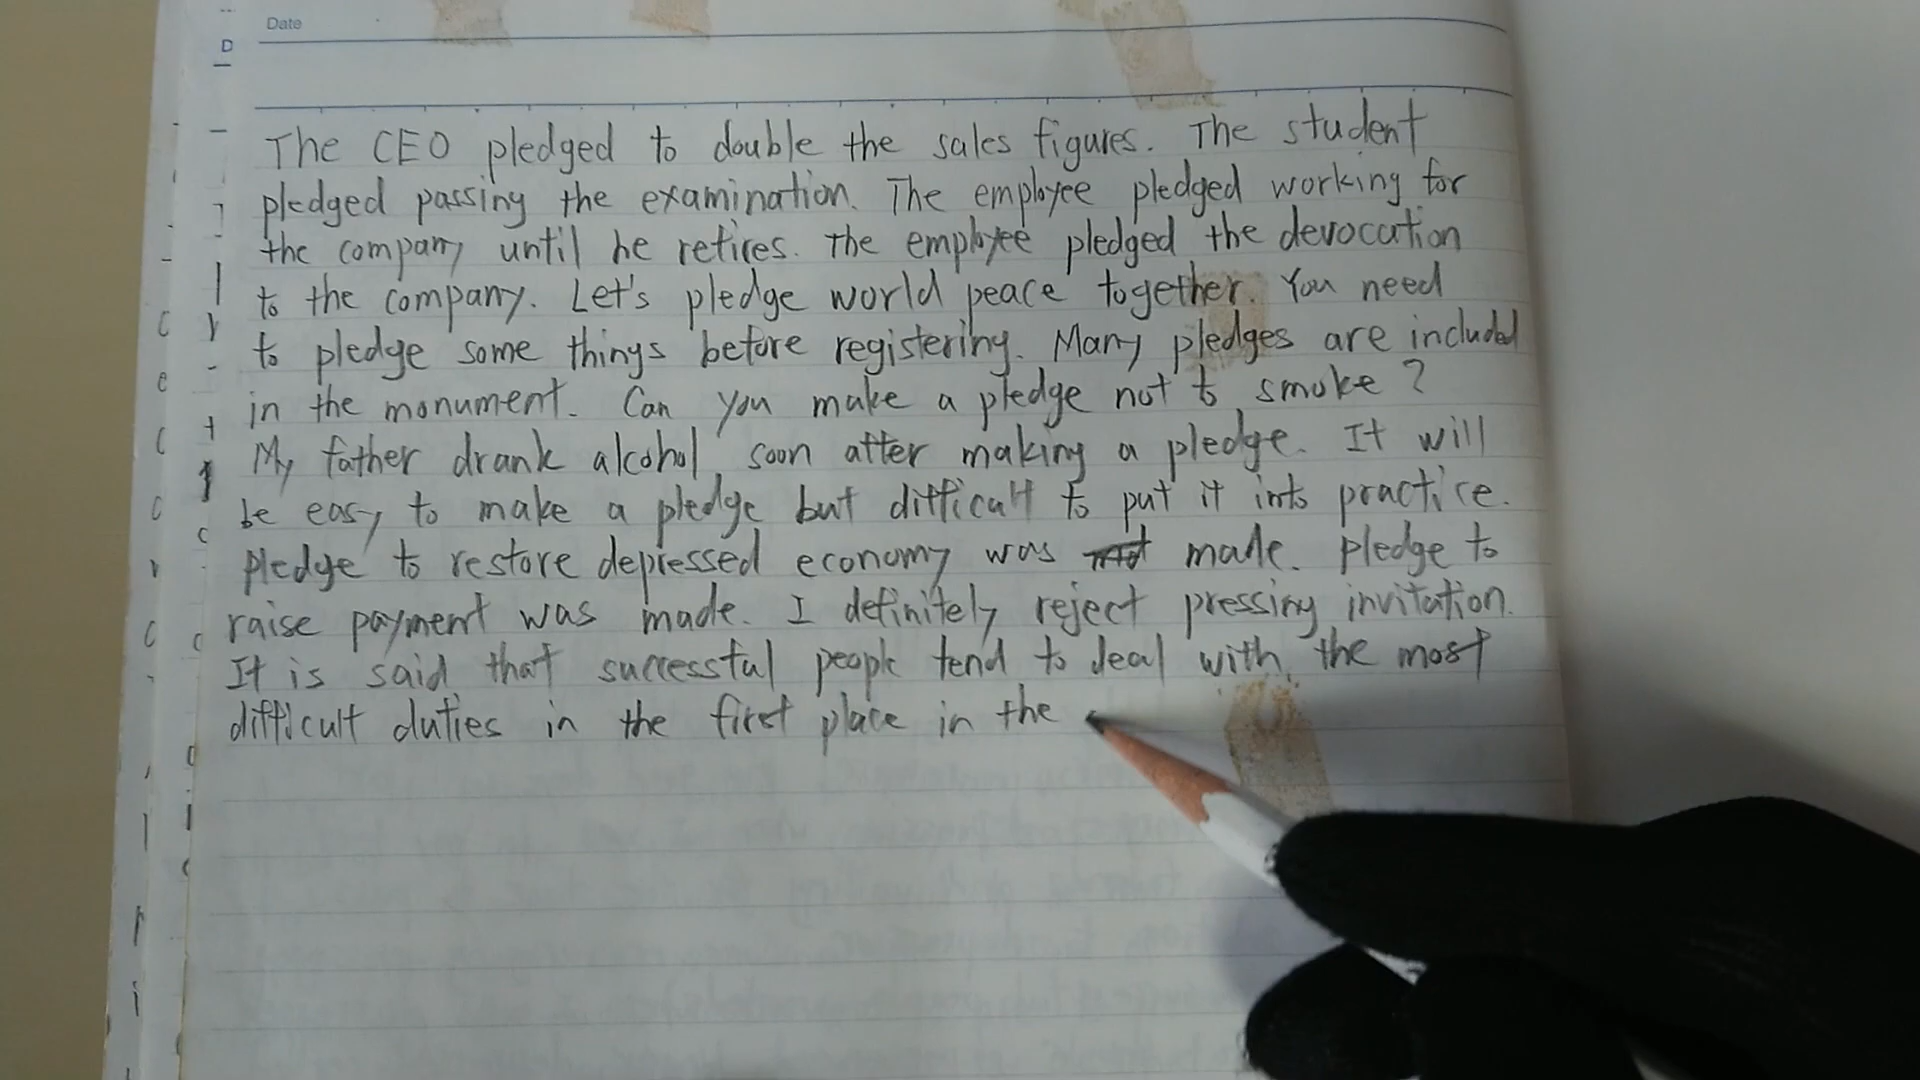 Date
D
The CEO pledged to double the sales figures. The student
pledged passing the examination. The employee pledged working for
the company until he retires. The employee pledged the devocation
to the company. Let's pledge world peace together. You need
to pledge some things before registering. Many pledges are included
in the monument. Can you make a pledge not to smoke?
My father drank alcohol soon after making a pledge. It will
be easy to make a pledge but difficult to put it into practice.
Pledge to restore depressed economy was made. Pledge to
raise payment was made. I definitely reject pressing invitation.
It is said that successful people tend to deal with the most
difficult duties in the first place in the